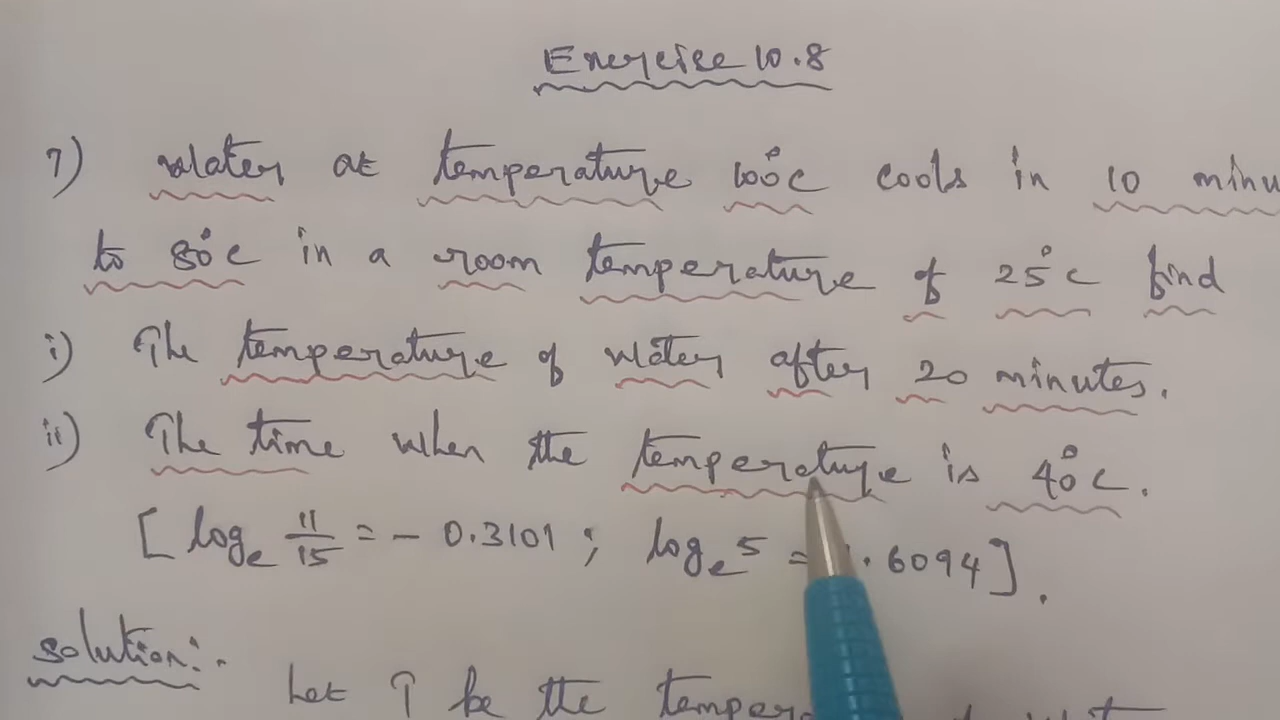 Exercise 10.8
7) Water at temperature 100°C cools in 10 minu
to 80°C in a room temperature of 25°C find
i) The temperature of water after 20 minutes.
ii) The time when the temperature is 40°C.
[ log_e 11/15 = - 0.3101 ; log_e 5 = .6094 ].
Solution:-
Let T be the tempera